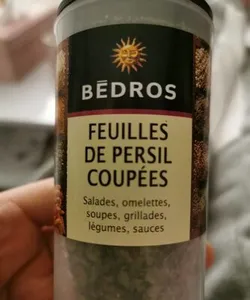 BĒDROS
FEUILLES
DE PERSIL
COUPÉES
Salades, omelettes,
soupes, grillades,
légumes, sauces